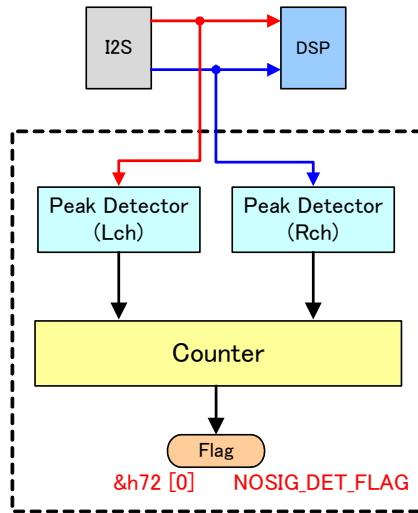 I2S
DSP
Peak Detector
(Lch)
Peak Detector
(Rch)
Counter
Flag
&h72 [0] NOSIG_DET_FLAG